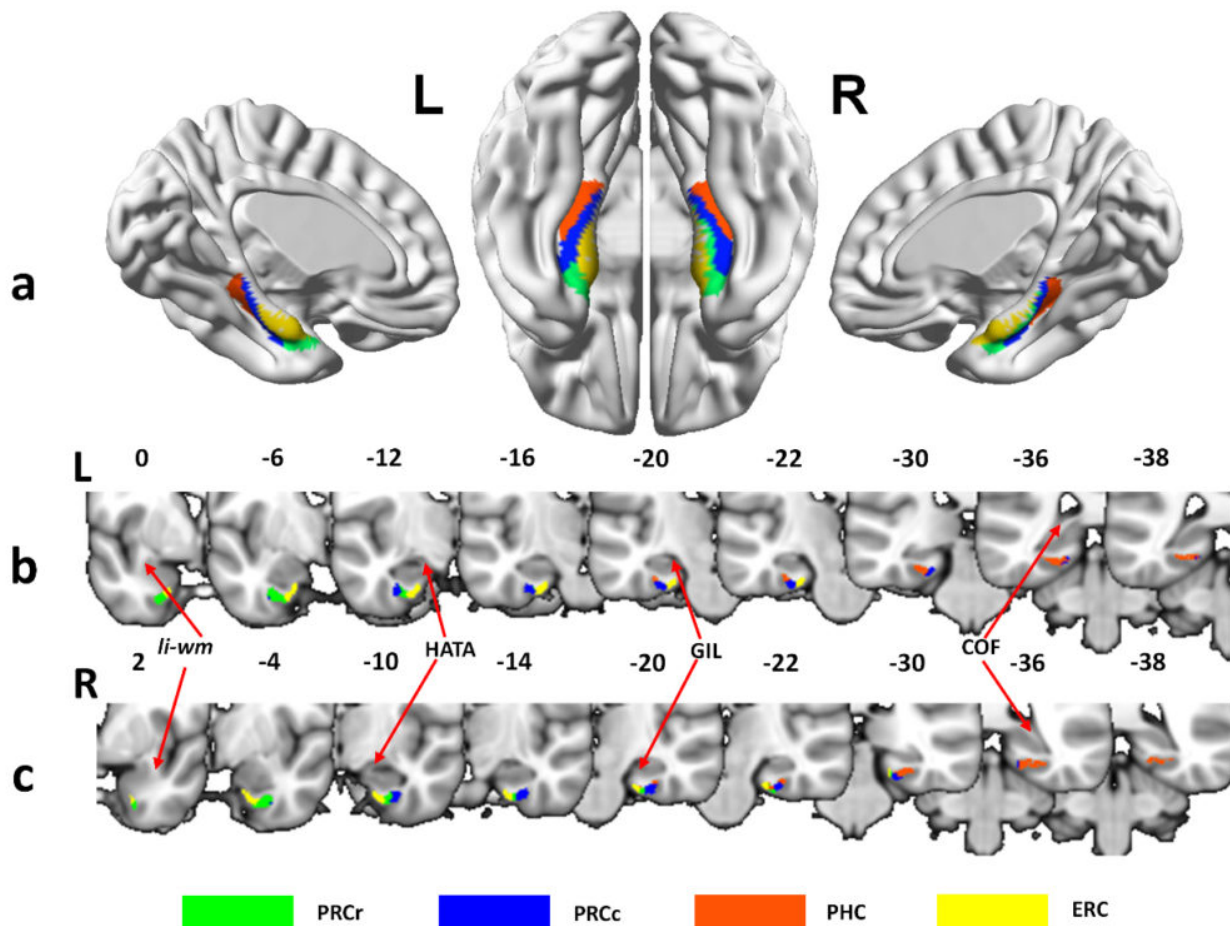 L R
a
L 0 -6 -12 -16 -20 -22 -30 -36 -38
b
li-wm HATA GIL COF
R 2 -4 -10 -14 -20 -22 -30 -36 -38
c
PRCr PRCc PHC ERC